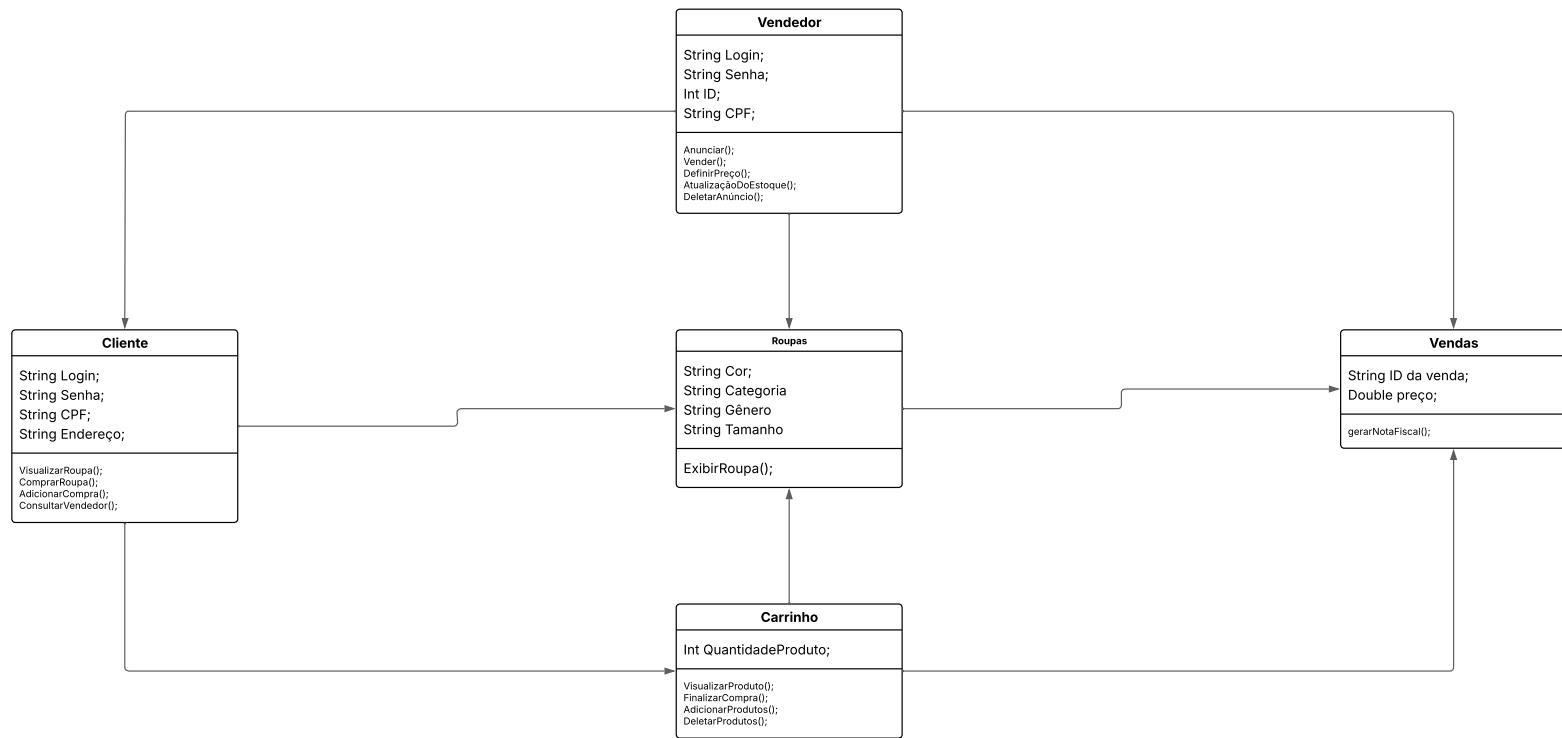 Vendedor
String Login;
String Senha;
Int ID;
String CPF;
Anunciar();
Vender();
DefinirPreço();
AtualizaçãoDoEstoque();
DeletarAnúncio();
Cliente
String Login;
String Senha;
String CPF;
String Endereço;
VisualizarRoupa();
ComprarRoupa();
AdicionarCompra();
ConsultarVendedor();
Roupas
String Cor;
String Categoria
String Gênero
String Tamanho
ExibirRoupa();
Vendas
String ID da venda;
Double preço;
gerarNotaFiscal();
Carrinho
Int QuantidadeProduto;
VisualizarProduto();
FinalizarCompra();
AdicionarProdutos();
DeletarProdutos();